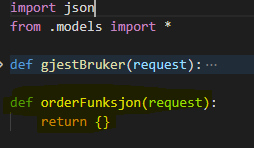 import json
from .models import *
def gjestBruker(request):···
def orderFunksjon(request):
return {}